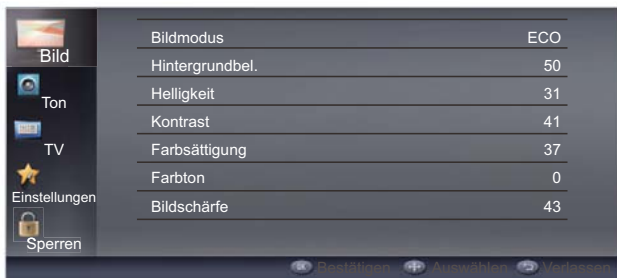 Bild
Ton
TV
Einstellungen
Sperren
Bildmodus ECO
Hintergrundbel. 50
Helligkeit 31
Kontrast 41
Farbsättigung 37
Farbton 0
Bildschärfe 43
OK Bestätigen Auswählen Verlassen